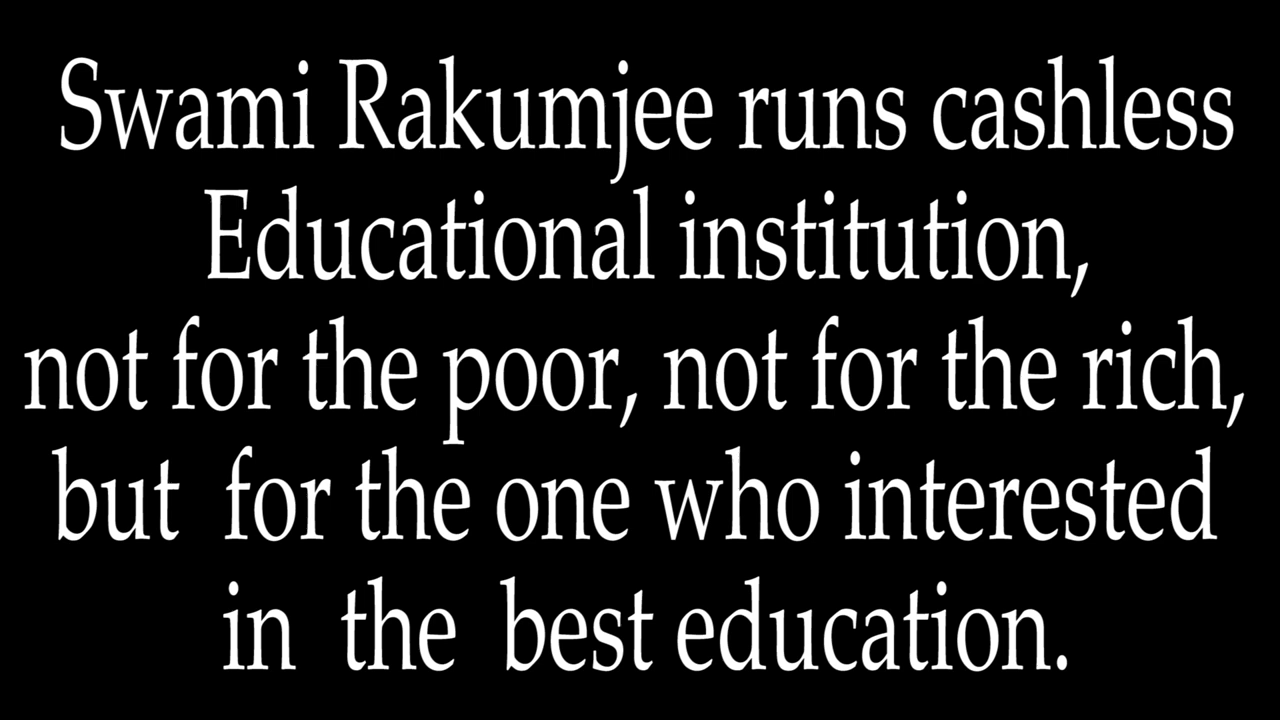 Swami Rakumjee runs cashless
Educational institution,
not for the poor, not for the rich,
but for the one who interested
in the best education.